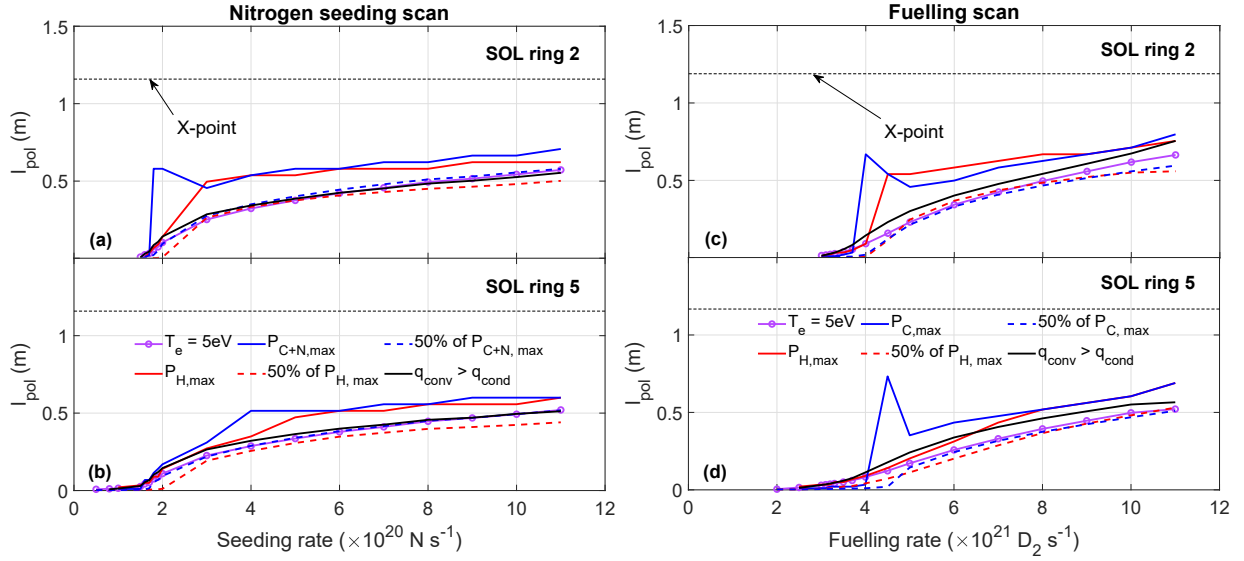 Nitrogen seeding scan
1.5
SOL ring 2
1
X-point
0.5
I_pol (m)
(a)
SOL ring 5
1
T_e = 5eV
P_C+N,max
50% of P_C+N, max
P_H,max
50% of P_H, max
q_conv > q_cond
0.5
I_pol (m)
(b)
0
0 2 4 6 8 10 12
Seeding rate (×10^20 N s^-1)
Fuelling scan
1.5
SOL ring 2
1
X-point
0.5
I_pol (m)
(c)
SOL ring 5
1
T_e = 5eV
P_C,max
50% of P_C, max
P_H,max
50% of P_H, max
q_conv > q_cond
0.5
I_pol (m)
(d)
0
0 2 4 6 8 10 12
Fuelling rate (×10^21 D_2 s^-1)